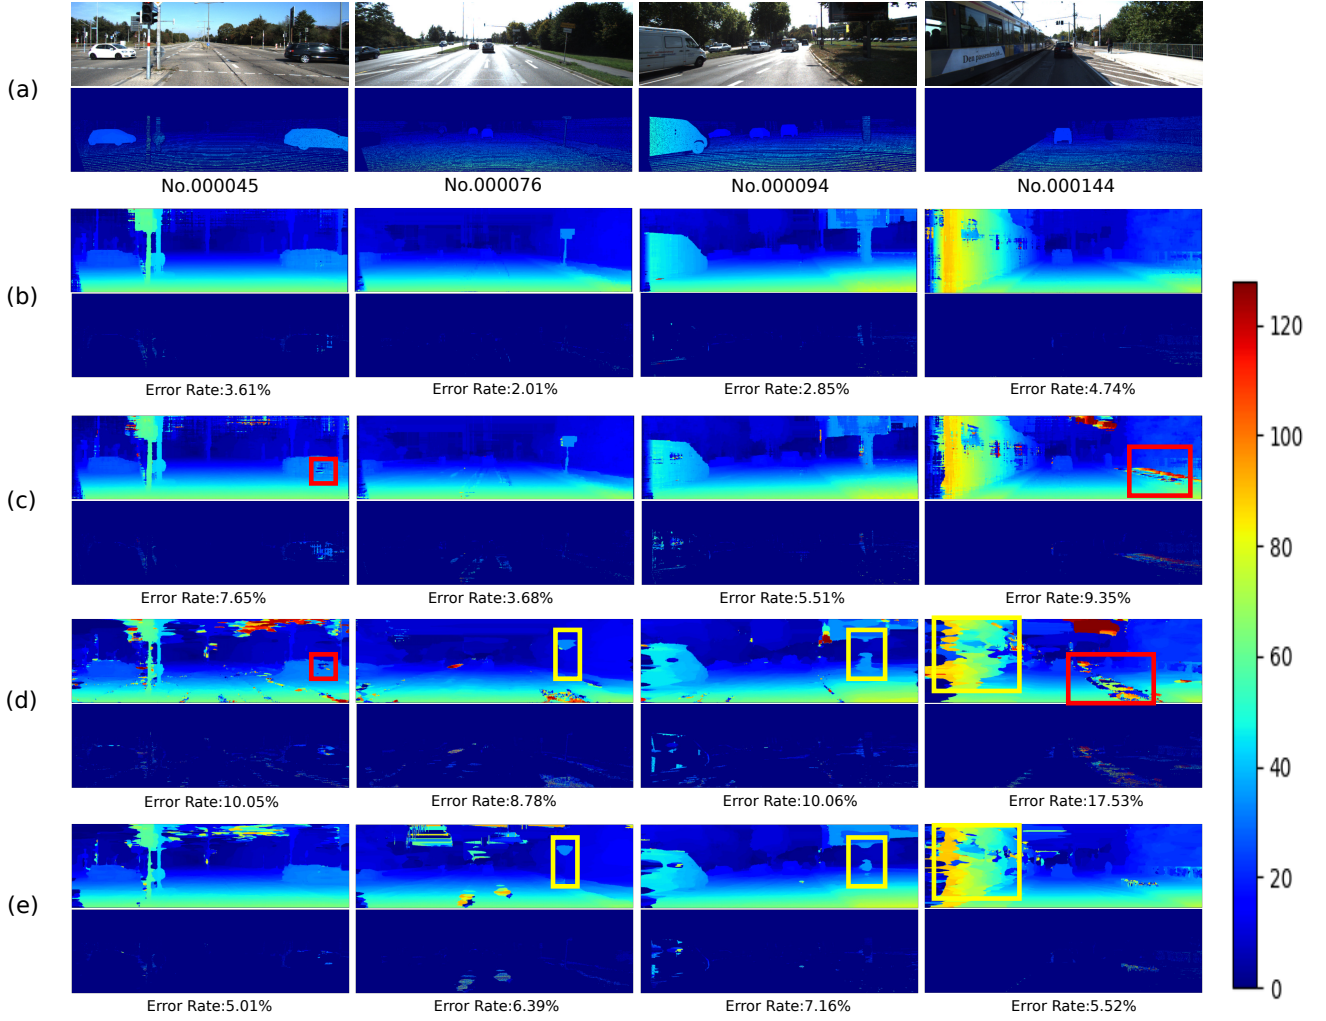 (a)
No.000045 No.000076 No.000094 No.000144
(b)
Error Rate:3.61% Error Rate:2.01% Error Rate:2.85% Error Rate:4.74%
(c)
Error Rate:7.65% Error Rate:3.68% Error Rate:5.51% Error Rate:9.35%
(d)
Error Rate:10.05% Error Rate:8.78% Error Rate:10.06% Error Rate:17.53%
(e)
Error Rate:5.01% Error Rate:6.39% Error Rate:7.16% Error Rate:5.52%
120
100
80
60
40
20
0